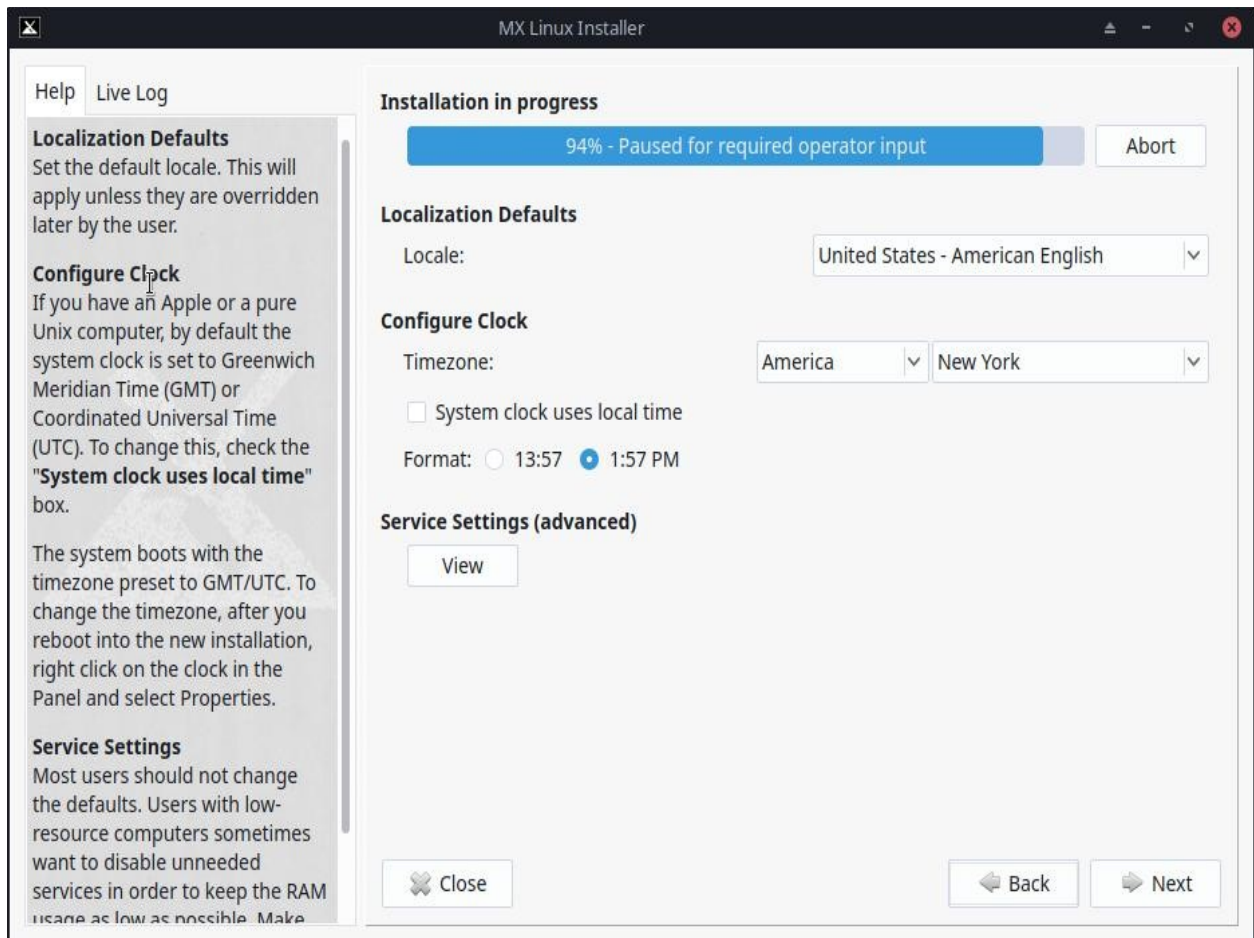 MX Linux Installer
Help
Live Log
Localization Defaults
Set the default locale. This will
apply unless they are overridden
later by the user.
Configure Clock
If you have an Apple or a pure
Unix computer, by default the
system clock is set to Greenwich
Meridian Time (GMT) or
Coordinated Universal Time
(UTC). To change this, check the
"System clock uses local time"
box.
The system boots with the
timezone preset to GMT/UTC. To
change the timezone, after you
reboot into the new installation,
right click on the clock in the
Panel and select Properties.
Service Settings
Most users should not change
the defaults. Users with low-
resource computers sometimes
want to disable unneeded
services in order to keep the RAM
usage as low as possible. Make
Installation in progress
94% - Paused for required operator input
Abort
Localization Defaults
Locale:
United States - American English
Configure Clock
Timezone:
America
New York
System clock uses local time
Format:
13:57
1:57 PM
Service Settings (advanced)
View
Close
Back
Next